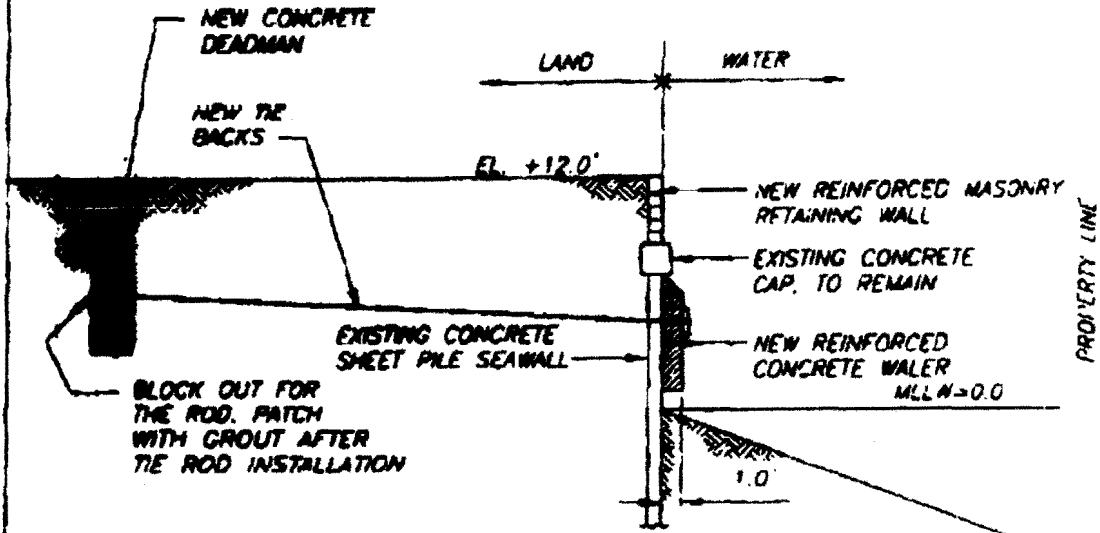 NEW CONCRETE
DEADMAN
LAND
WATER
NEW TIE
BACKS
EL. +12.0'
NEW REINFORCED MASONRY
RETAINING WALL
EXISTING CONCRETE
CAP, TO REMAIN
PROPERTY LINE
EXISTING CONCRETE
SHEET PILE SEAWALL
NEW REINFORCED
CONCRETE WALER
MLLW=0.0
BLOCK OUT FOR
TIE ROD. PATCH
WITH GROUT AFTER
TIE ROD INSTALLATION
1.0'